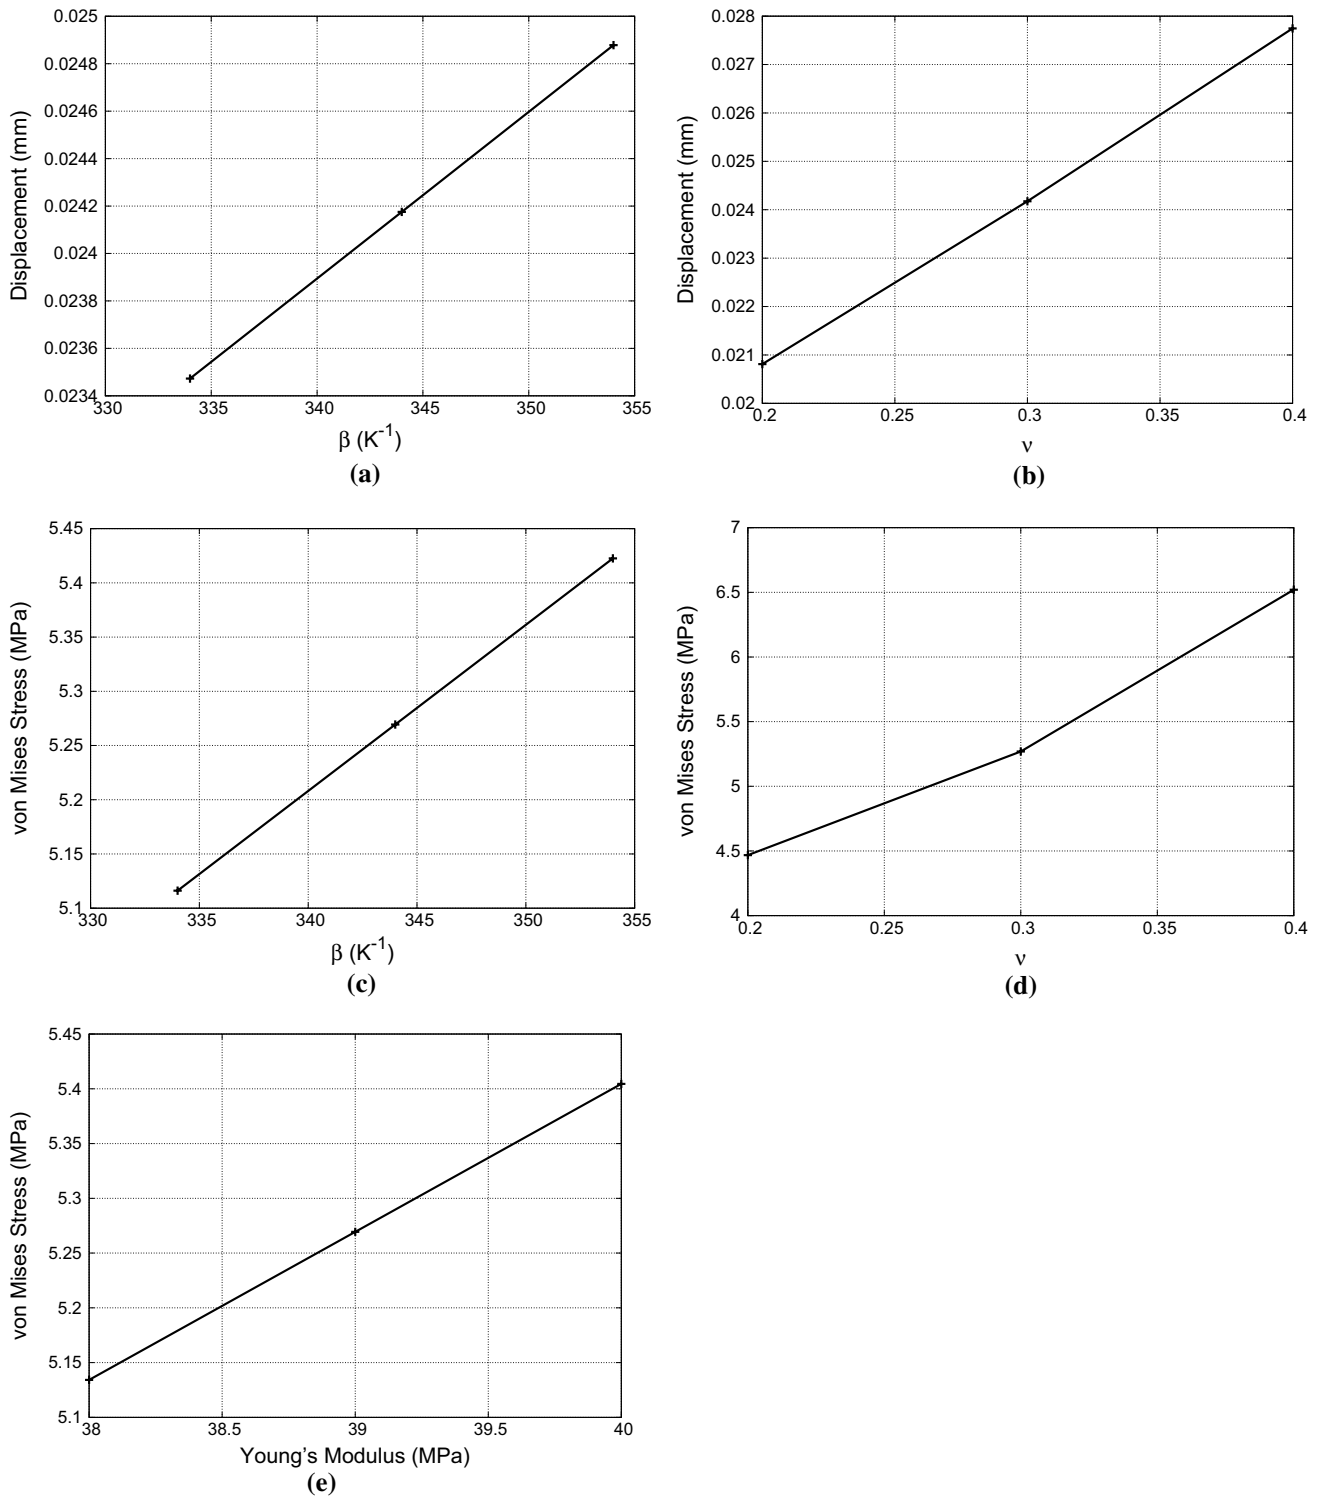 0.025
0.0248
0.0246
0.0244
0.0242
0.024
0.0238
0.0236
0.0234
Displacement (mm)
330 335 340 345 350 355
β (K⁻¹)
(a)
0.028
0.027
0.026
0.025
0.024
0.023
0.022
0.021
0.02
Displacement (mm)
0.2 0.25 0.3 0.35 0.4
ν
(b)
5.45
5.4
5.35
5.3
5.25
5.2
5.15
5.1
von Mises Stress (MPa)
330 335 340 345 350 355
β (K⁻¹)
(c)
7
6.5
6
5.5
5
4.5
4
von Mises Stress (MPa)
0.2 0.25 0.3 0.35 0.4
ν
(d)
5.45
5.4
5.35
5.3
5.25
5.2
5.15
5.1
von Mises Stress (MPa)
38 38.5 39 39.5 40
Young's Modulus (MPa)
(e)